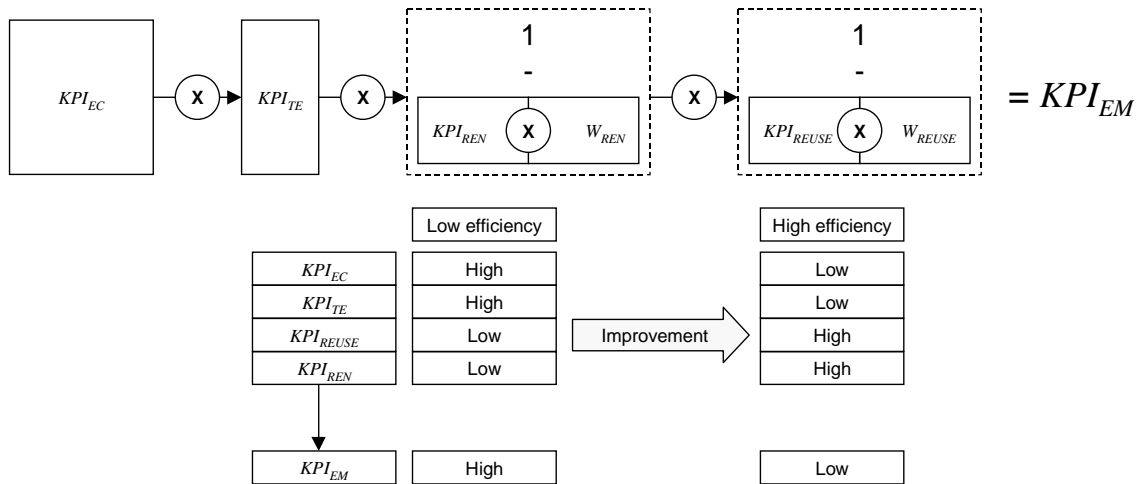 1 1
- -
KPI_EC X KPI_TE X KPI_REN X W_REN X KPI_REUSE X W_REUSE = KPI_EM
Low efficiency High efficiency
KPI_EC High Low
KPI_TE High Low
KPI_REUSE Low Improvement High
KPI_REN Low High
KPI_EM High Low